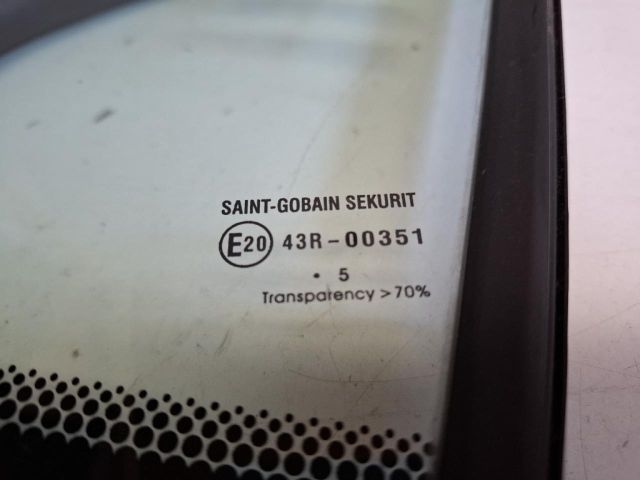 SAINT-GOBAIN SEKURIT
E20 43R-00351
• 5
Transparency >70%